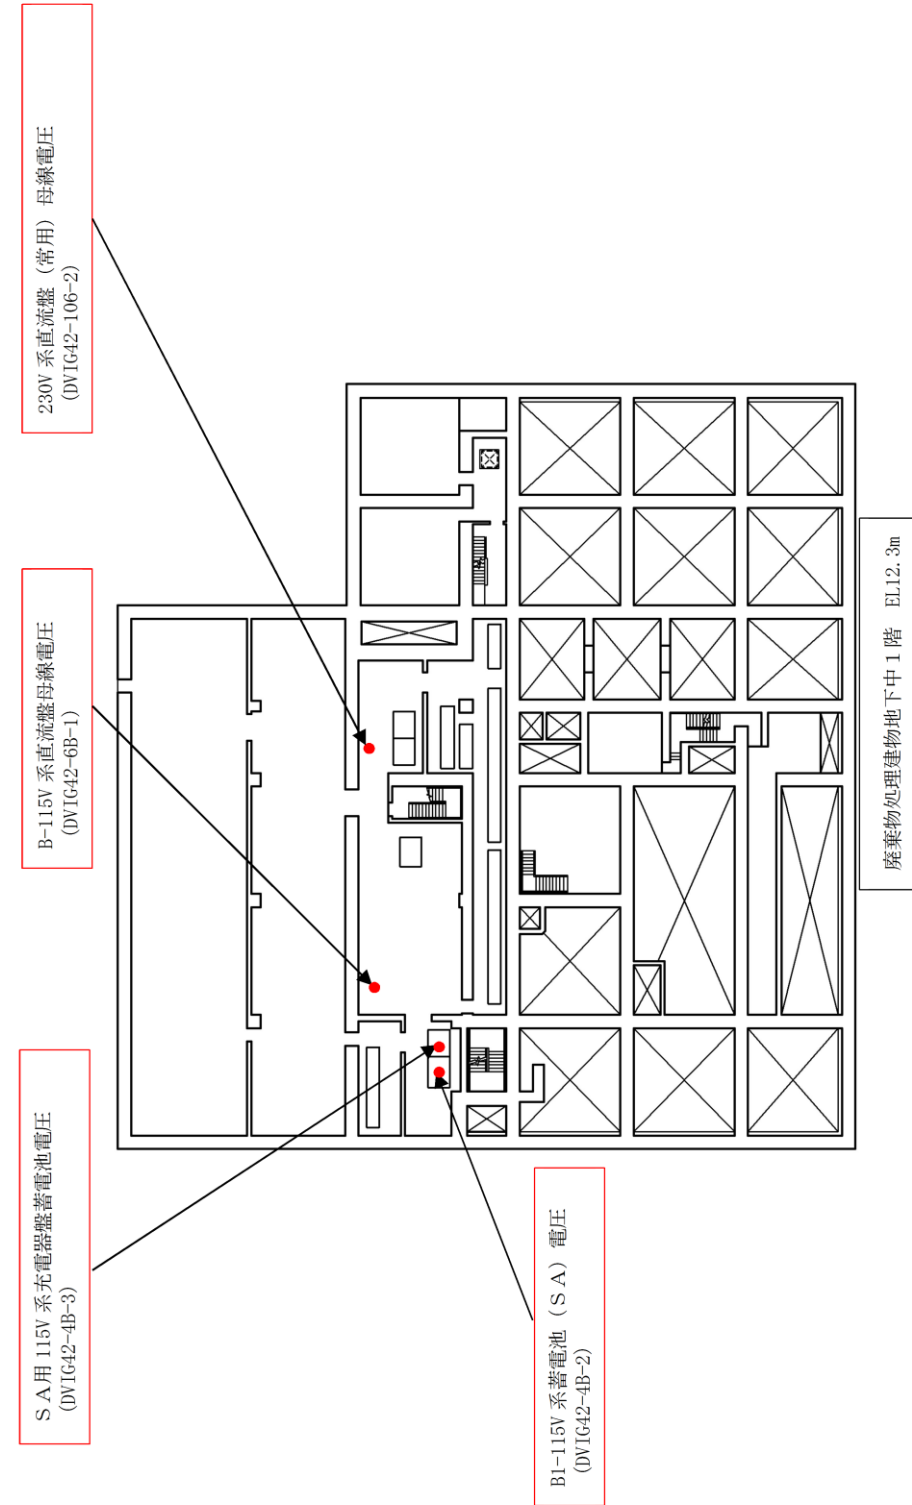 SA用 115V 系充電器盤蓄電池電圧
(DVIG42-4B-3)
B-115V 系直流盤母線電圧
(DVIG42-6B-1)
230V 系直流盤（常用）母線電圧
(DVIG42-106-2)
B1-115V 系蓄電池（SA）電圧
(DVIG42-4B-2)
廃棄物処理建物地下中1階 EL12.3m